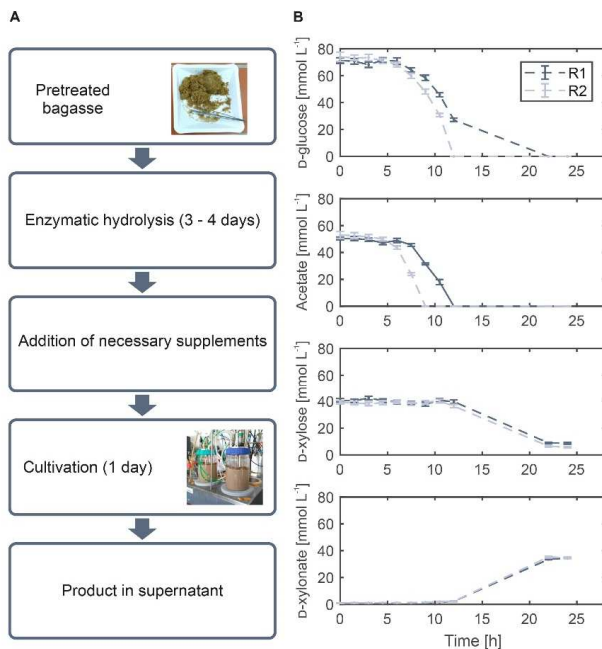 A
Pretreated
bagasse
Enzymatic hydrolysis (3 - 4 days)
Addition of necessary supplements
Cultivation (1 day)
Product in supernatant
B
D-glucose [mmol L⁻¹]
80
60
40
20
0
0 5 10 15 20 25
R1
R2
Acetate [mmol L⁻¹]
80
60
40
20
0
0 5 10 15 20 25
D-xylose [mmol L⁻¹]
80
60
40
20
0
0 5 10 15 20 25
D-xylonate [mmol L⁻¹]
80
60
40
20
0
0 5 10 15 20 25
Time [h]